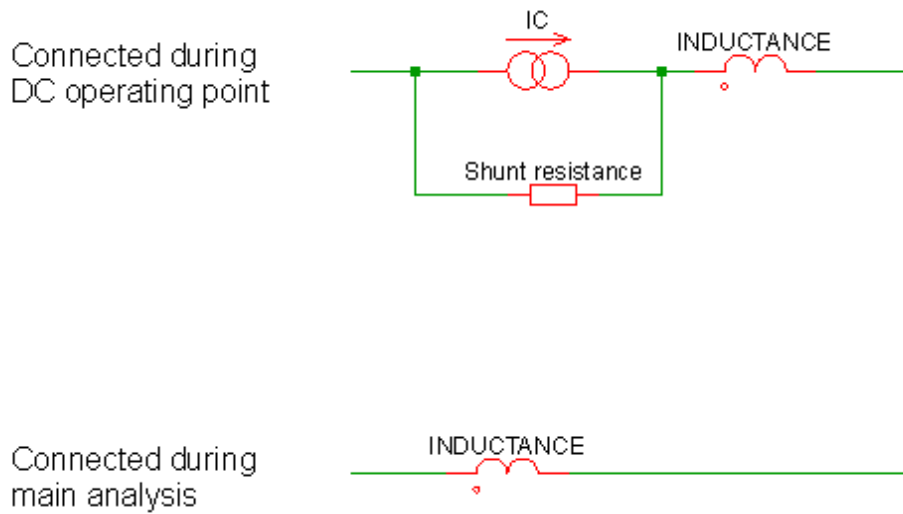 Connected during
DC operating point
IC
INDUCTANCE
Shunt resistance
Connected during
main analysis
INDUCTANCE